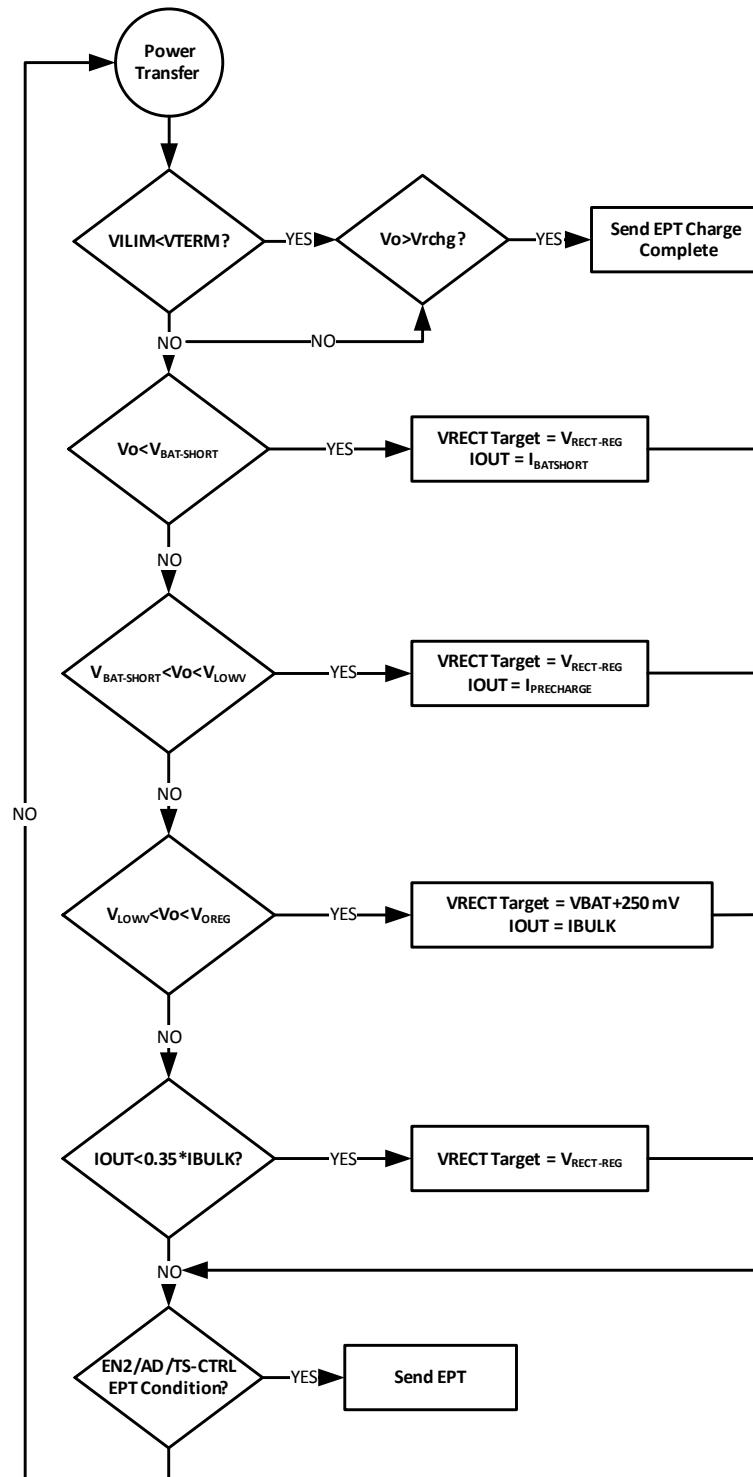 Power
Transfer
VILIM<VTERM?
YES
Vo>Vrchg?
YES
Send EPT Charge
Complete
NO
NO
Vo<VBAT-SHORT
YES
VRECT Target = VRECT-REG
IOUT = IBATSHORT
NO
VBAT-SHORT<Vo<VLOWV
YES
VRECT Target = VRECT-REG
IOUT = IPRECHARGE
NO
NO
VLOWV<Vo<VOREG
YES
VRECT Target = VBAT+250 mV
IOUT = IBULK
NO
IOUT<0.35*IBULK?
YES
VRECT Target = VRECT-REG
NO
EN2/AD/TS-CTRL
EPT Condition?
YES
Send EPT